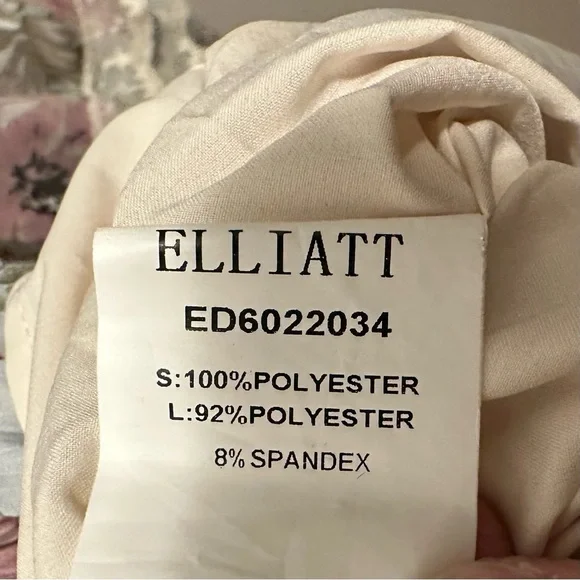 ELLIATT
ED6022034
S:100%POLYESTER
L:92%POLYESTER
8% SPANDEX